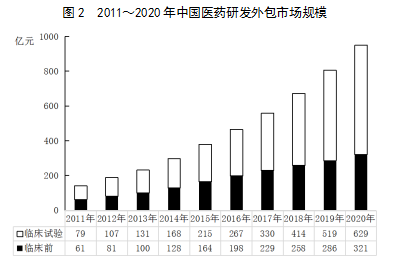 图 2 2011～2020 年中国医药研发外包市场规模
亿元
1000
800
600
400
200
0
2011年 2012年 2013年 2014年 2015年 2016年 2017年 2018年 2019年 2020年
临床试验 79 107 131 168 215 267 330 414 519 629
临床前 61 81 100 128 164 198 229 258 286 321